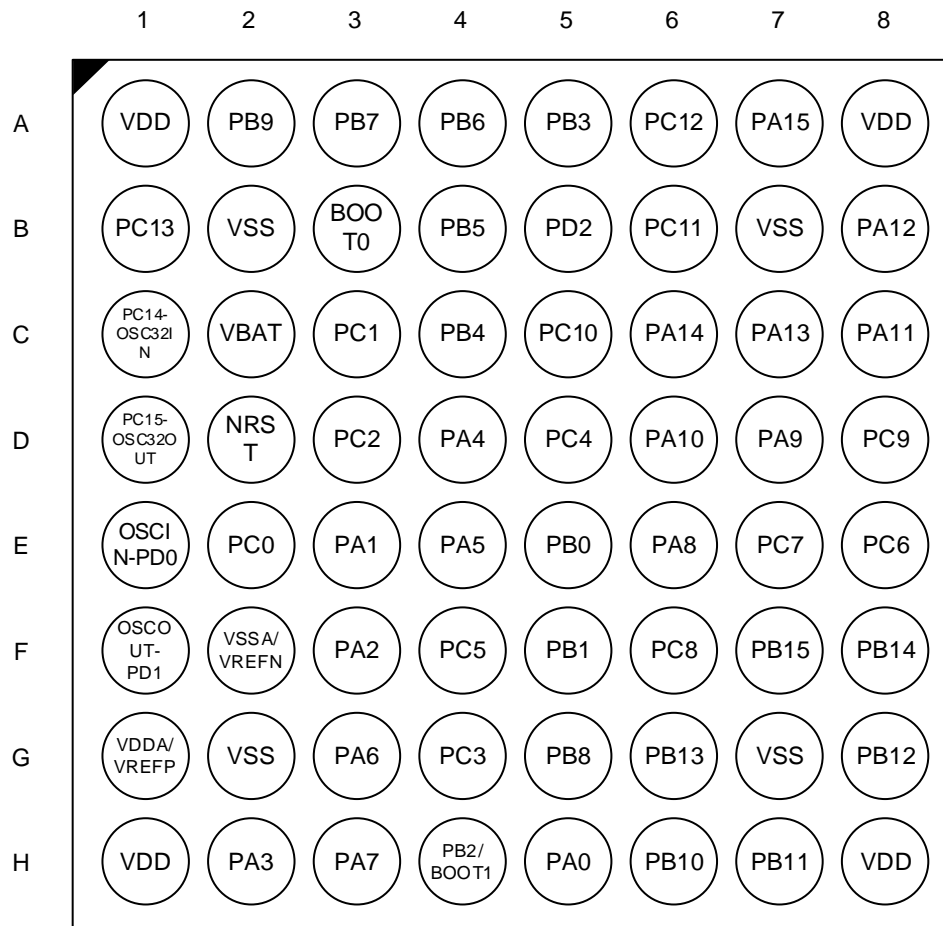 1 2 3 4 5 6 7 8
A VDD PB9 PB7 PB6 PB3 PC12 PA15 VDD
B PC13 VSS BOO
T0 PB5 PD2 PC11 VSS PA12
C PC14-
OSC32I
N VBAT PC1 PB4 PC10 PA14 PA13 PA11
D PC15-
OSC32O
UT NRS
T PC2 PA4 PC4 PA10 PA9 PC9
E OSCI
N-PD0 PC0 PA1 PA5 PB0 PA8 PC7 PC6
F OSCO
UT-
PD1 VSSA/
VREFN PA2 PC5 PB1 PC8 PB15 PB14
G VDDA/
VREFP VSS PA6 PC3 PB8 PB13 VSS PB12
H VDD PA3 PA7 PB2/
BOOT1 PA0 PB10 PB11 VDD